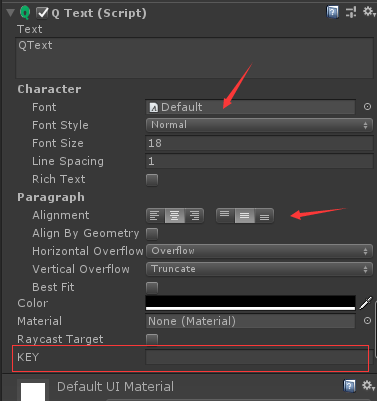 Q Text (Script)
Text
QText
Character
Font Default
Font Style Normal
Font Size 18
Line Spacing 1
Rich Text
Paragraph
Alignment
Align By Geometry
Horizontal Overflow Overflow
Vertical Overflow Truncate
Best Fit
Color
Material None (Material)
Raycast Target
KEY
Default UI Material